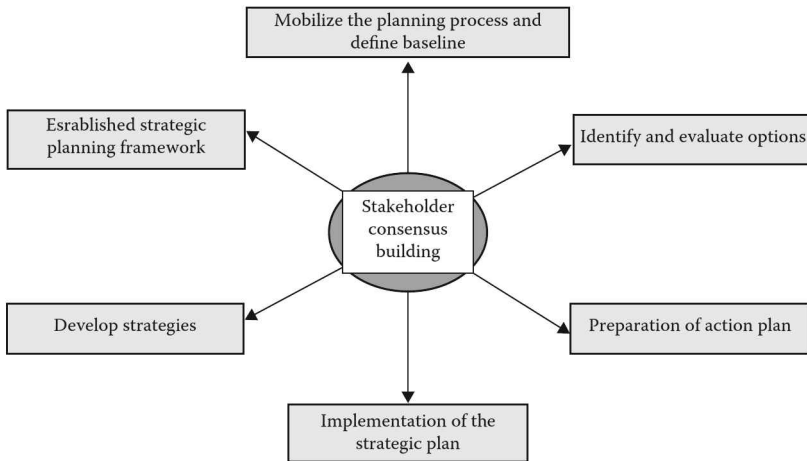 Mobilize the planning process and
define baseline
Esrablished strategic
planning framework
Identify and evaluate options
Stakeholder
consensus
building
Develop strategies
Preparation of action plan
Implementation of the
strategic plan